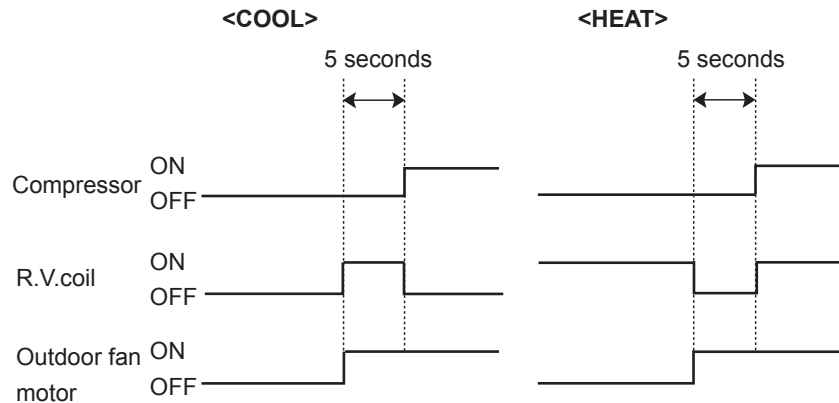 <COOL> <HEAT>
5 seconds 5 seconds
Compressor ON
OFF
R.V.coil ON
OFF
Outdoor fan motor ON
OFF